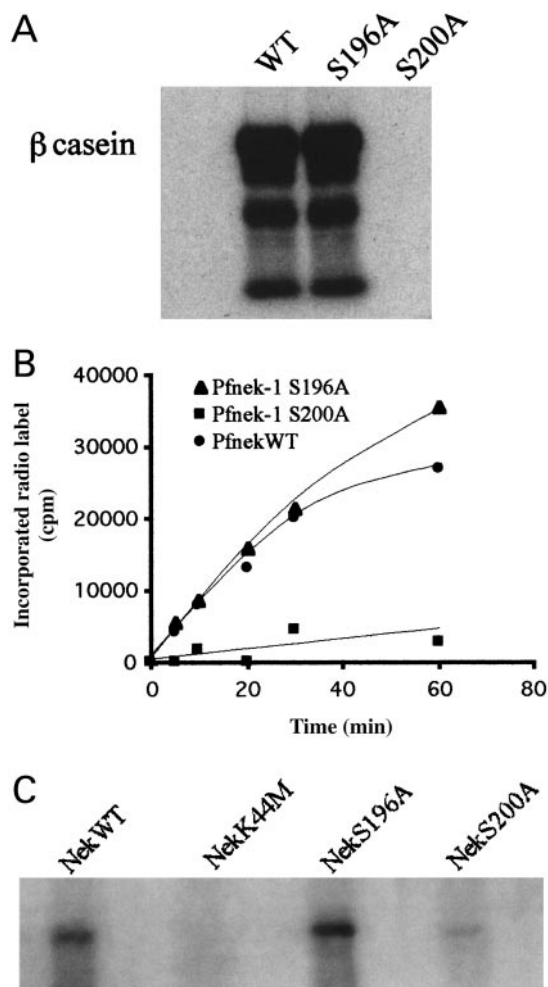 A
WT
S196A
S200A
β casein
B
40000
30000
20000
10000
0
Incorporated radio label
(cpm)
Pfnek-1 S196A
Pfnek-1 S200A
PfnekWT
0
20
40
60
80
Time (min)
C
NekWT
NekK44M
NekS196A
NekS200A